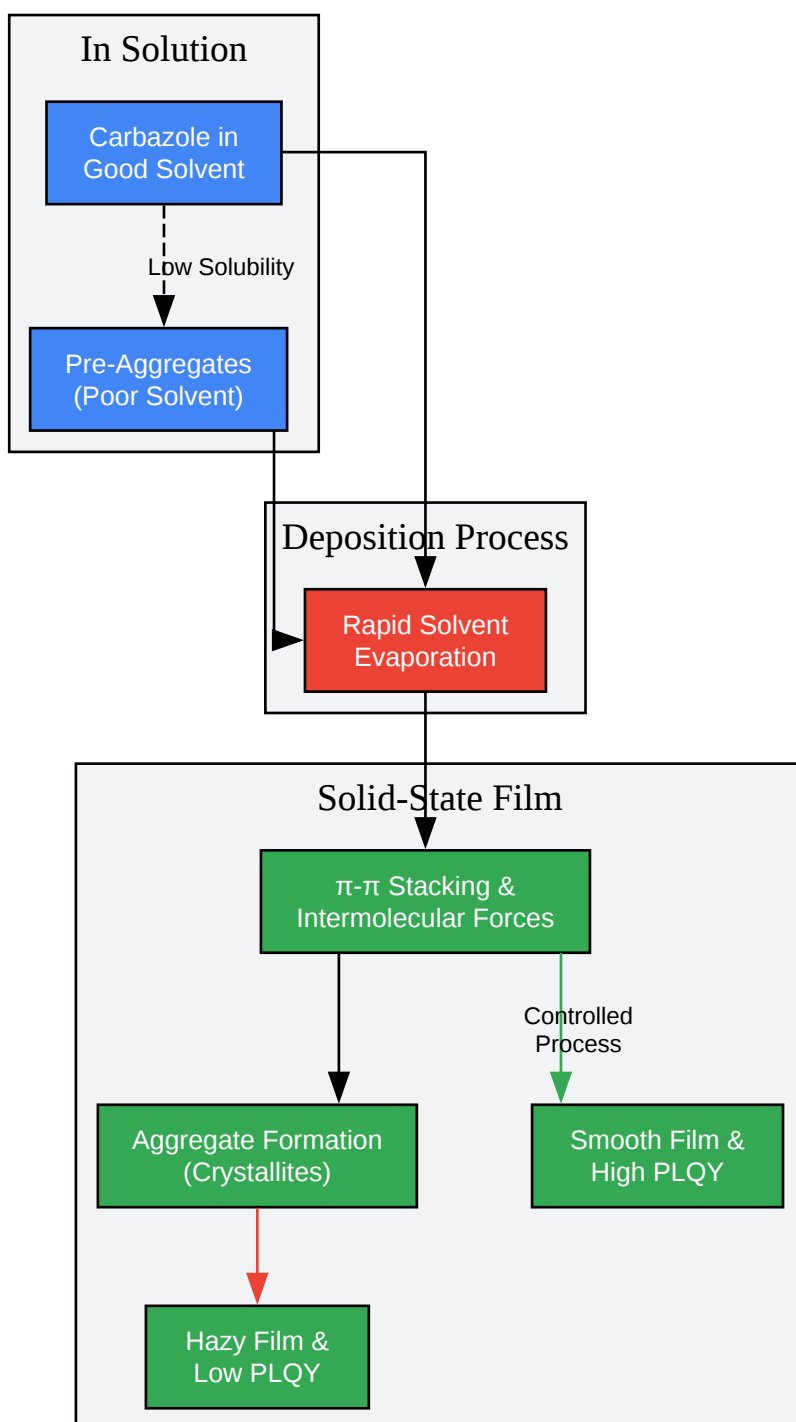 In Solution
Carbazole in
Good Solvent
Low Solubility
Pre-Aggregates
(Poor Solvent)
Deposition Process
Rapid Solvent
Evaporation
Solid-State Film
π-π Stacking &
Intermolecular Forces
Controlled
Process
Aggregate Formation
(Crystallites)
Smooth Film &
High PLQY
Hazy Film &
Low PLQY